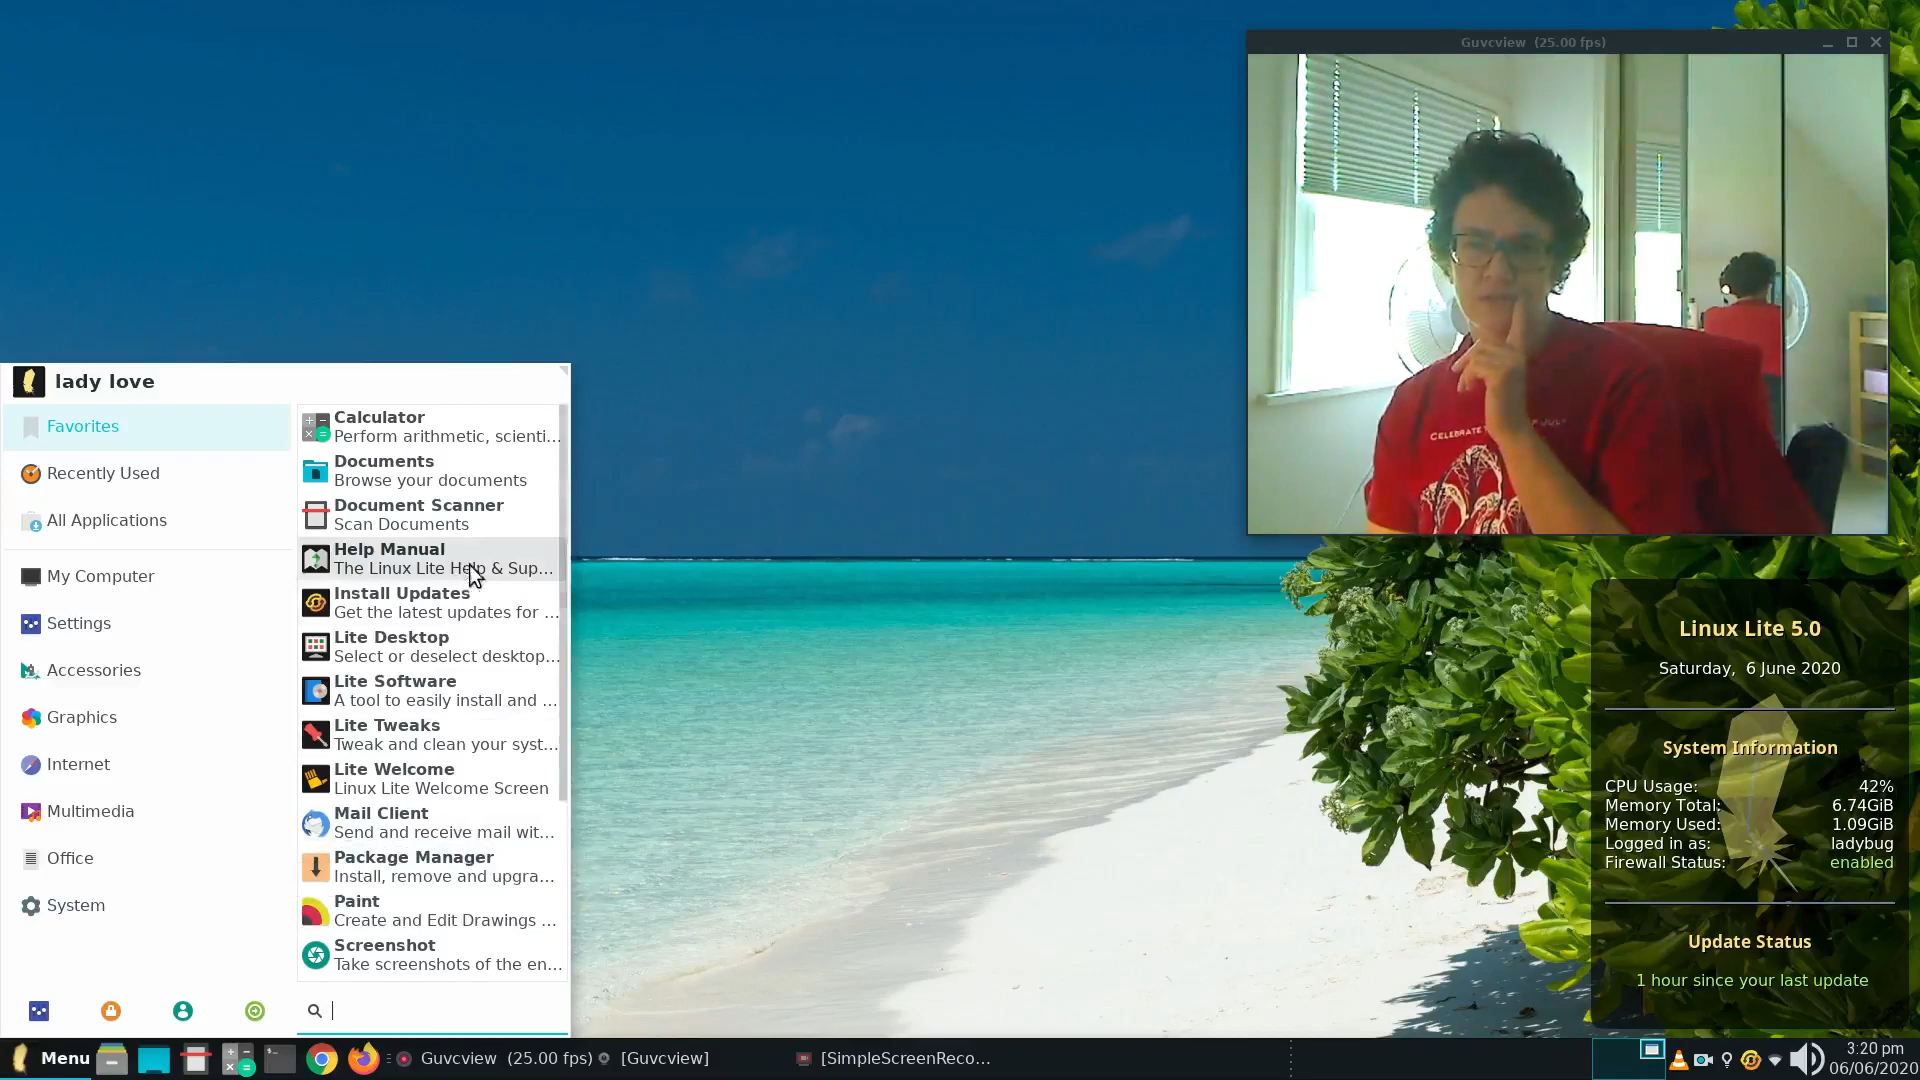 Guvcview (25.00 fps)
lady love
Favorites
Recently Used
All Applications
My Computer
Settings
Accessories
Graphics
Internet
Multimedia
Office
System
Calculator
Perform arithmetic, scienti...
Documents
Browse your documents
Document Scanner
Scan Documents
Help Manual
The Linux Lite Help & Sup...
Install Updates
Get the latest updates for ...
Lite Desktop
Select or deselect desktop...
Lite Software
A tool to easily install and ...
Lite Tweaks
Tweak and clean your syst...
Lite Welcome
Linux Lite Welcome Screen
Mail Client
Send and receive mail wit...
Package Manager
Install, remove and upgra...
Paint
Create and Edit Drawings ...
Screenshot
Take screenshots of the en...
CELEBRATE
JULY
Linux Lite 5.0
Saturday, 6 June 2020
System Information
CPU Usage: 42%
Memory Total: 6.74GiB
Memory Used: 1.09GiB
Logged in as: ladybug
Firewall Status: enabled
Update Status
1 hour since your last update
Menu
Guvcview (25.00 fps)
[Guvcview]
[SimpleScreenReco...
3:20 pm
06/06/2020